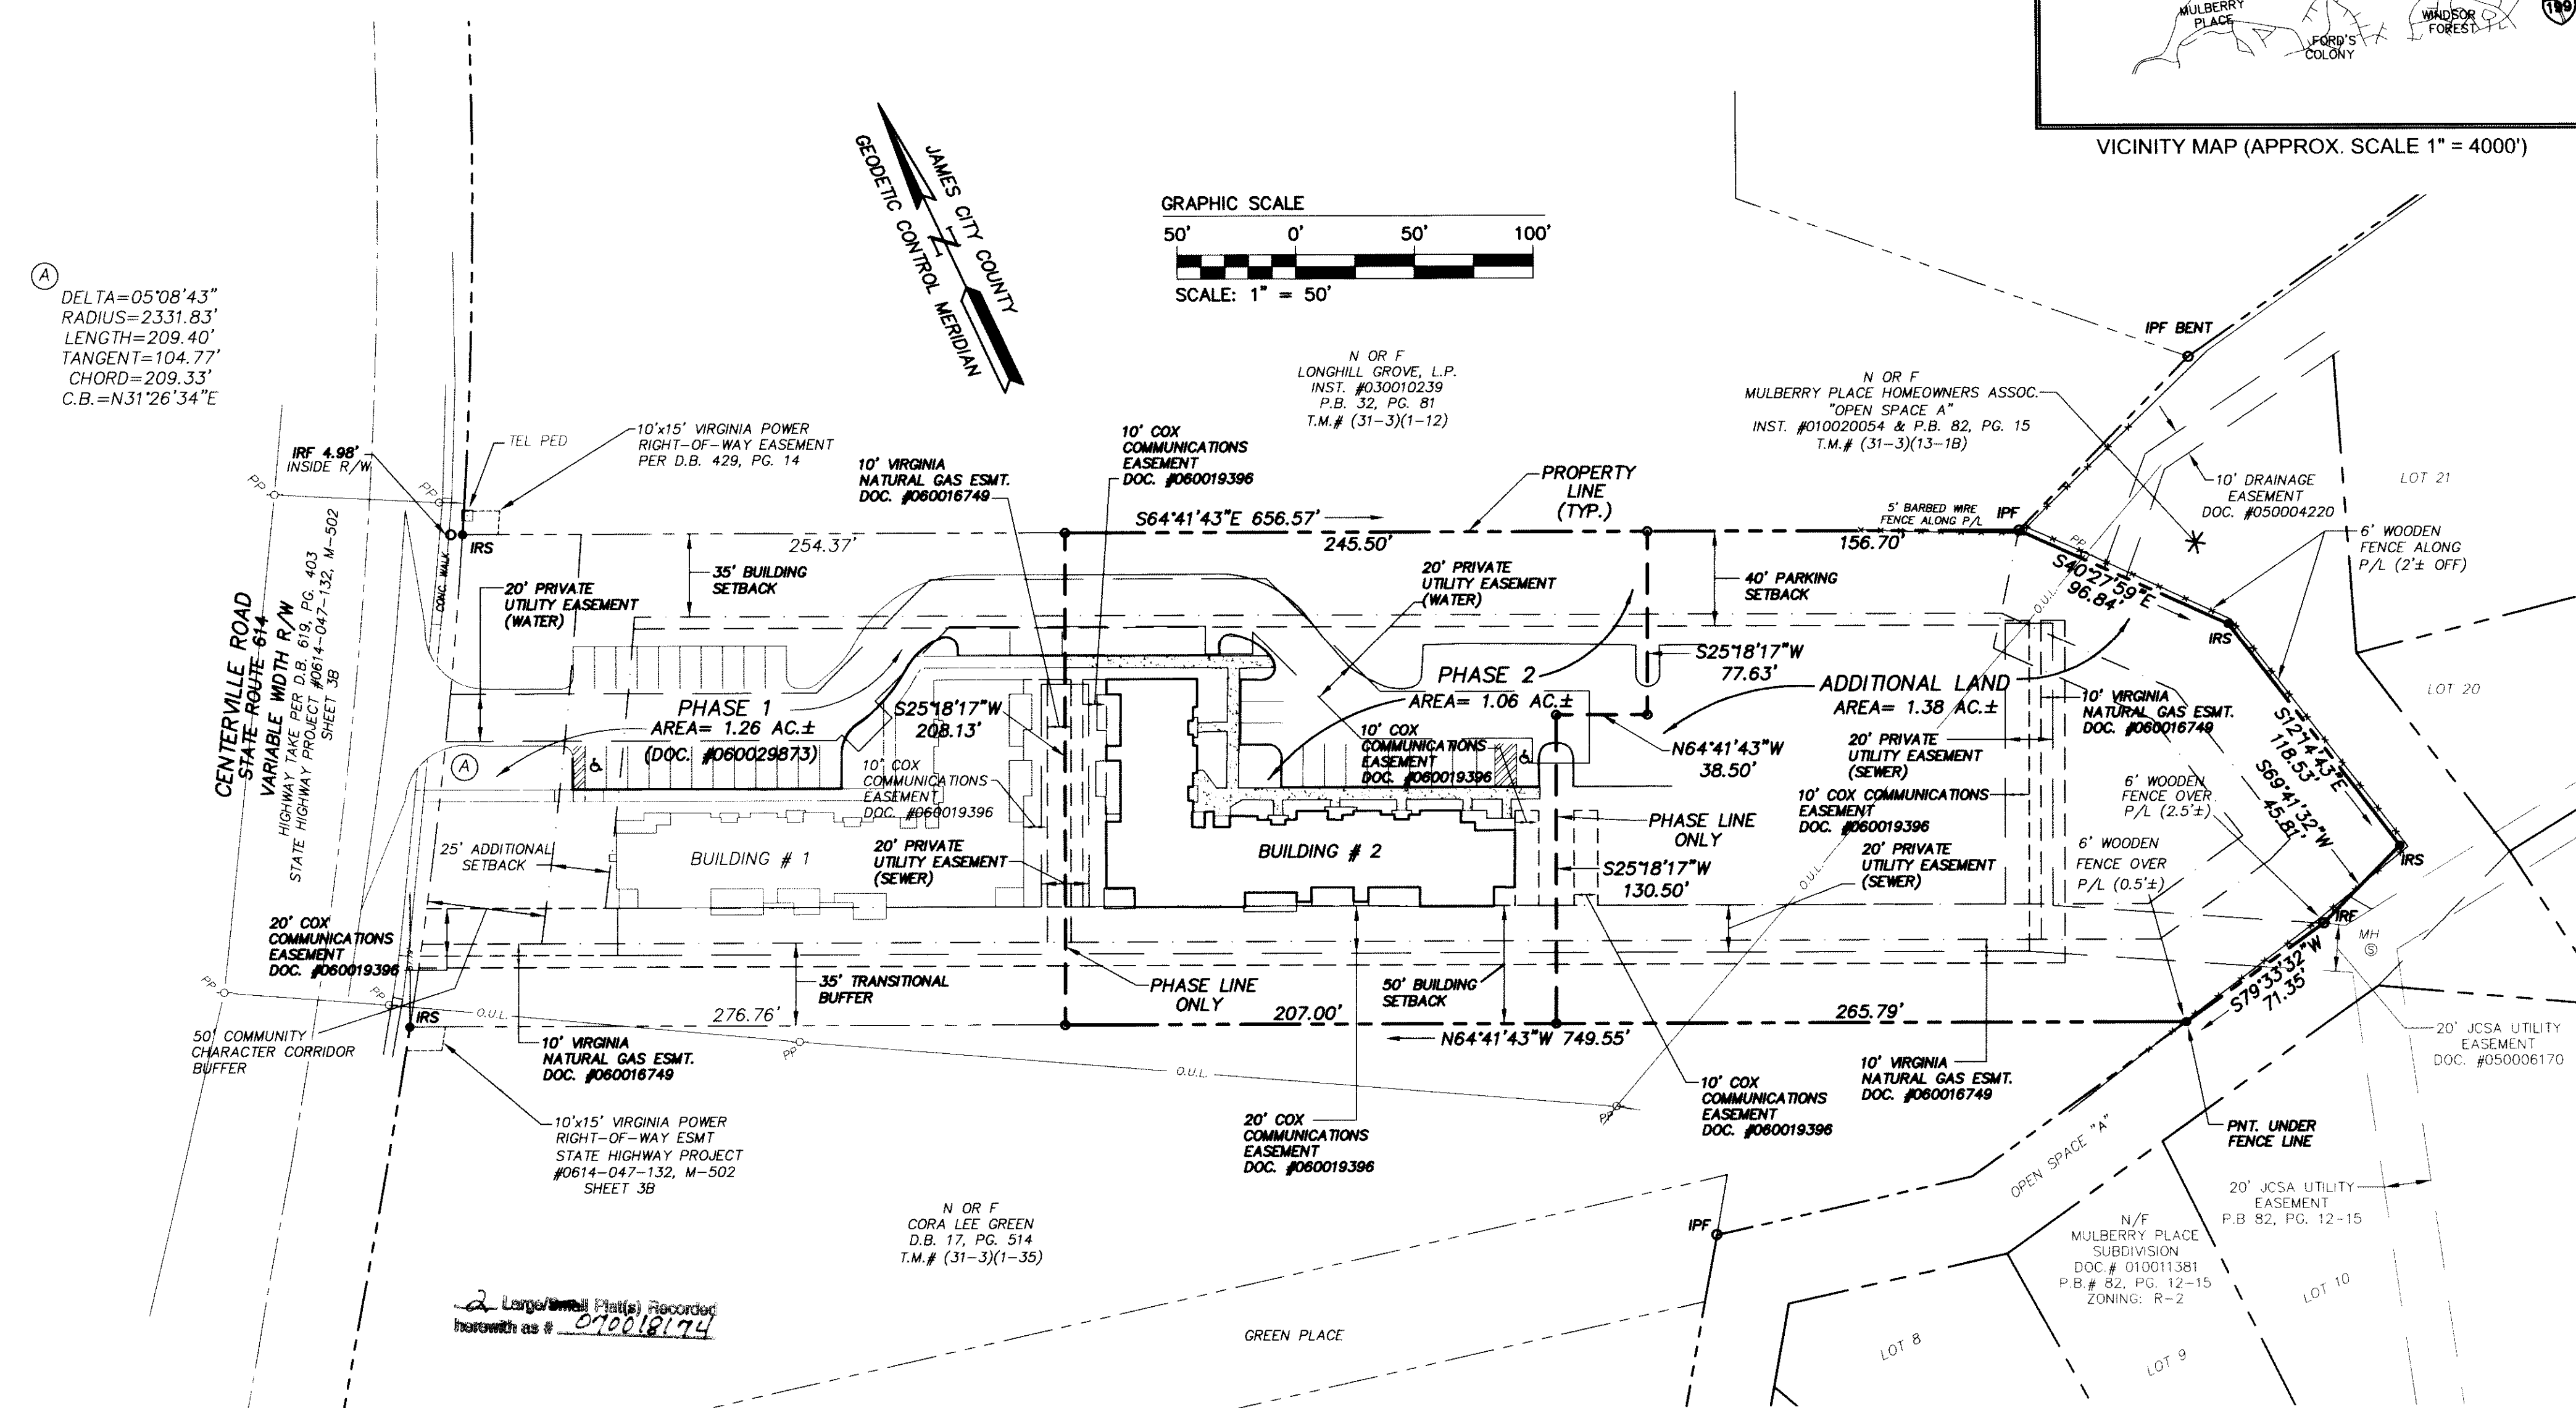 MULBERRY
PLACE
FORD'S
COLONY
WINDSOR
FOREST
199
VICINITY MAP (APPROX. SCALE 1" = 4000')
JAMES CITY COUNTY
GEODETIC CONTROL MERIDIAN
N
GRAPHIC SCALE
50' 0' 50' 100'
SCALE: 1" = 50'
A
DELTA=05°08'43"
RADIUS=2331.83'
LENGTH=209.40'
TANGENT=104.77'
CHORD=209.33'
C.B.=N31°26'34"E
N OR F
LONGHILL GROVE, L.P.
INST. #030010239
P.B. 32, PG. 81
T.M.# (31-3)(1-12)
IPF BENT
N OR F
MULBERRY PLACE HOMEOWNERS ASSOC.
"OPEN SPACE A"
INST. #010020054 & P.B. 82, PG. 15
T.M.# (31-3)(13-1B)
IRF 4.98'
INSIDE R/W
TEL PED
10'x15' VIRGINIA POWER
RIGHT-OF-WAY EASEMENT
PER D.B. 429, PG. 14
10' VIRGINIA
NATURAL GAS ESMT.
DOC. #060016749
10' COX
COMMUNICATIONS
EASEMENT
DOC. #060019396
PROPERTY
LINE
(TYP.)
10' DRAINAGE
EASEMENT
DOC. #050004220
LOT 21
PP
PP
IRS
S64°41'43"E 656.57'
254.37'
245.50'
156.70'
5' BARBED WIRE
FENCE ALONG P/L
IPF
PP
6' WOODEN
FENCE ALONG
P/L (2'± OFF)
S40°27'59"E
96.84'
O.U.L.
IRS
CONC. WALK
20' PRIVATE
UTILITY EASEMENT
(WATER)
35' BUILDING
SETBACK
20' PRIVATE
UTILITY EASEMENT
(WATER)
40' PARKING
SETBACK
CENTERVILLE ROAD
STATE ROUTE 614
VARIABLE WIDTH R/W
HIGHWAY TAKE PER D.B. 619, PG. 403
STATE HIGHWAY PROJECT #0614-047-132, M-502
SHEET 3B
PHASE 1
AREA= 1.26 AC.±
(DOC. #060029873)
A
S25°18'17"W
208.13'
10' COX
COMMUNICATIONS
EASEMENT
DOC. #060019396
PHASE 2
AREA= 1.06 AC.±
10' COX
COMMUNICATIONS
EASEMENT
DOC. #060019396
S25°18'17"W
77.63'
ADDITIONAL LAND
AREA= 1.38 AC.±
N64°41'43"W
38.50'
20' PRIVATE
UTILITY EASEMENT
(SEWER)
10' VIRGINIA
NATURAL GAS ESMT.
DOC. #060016749
LOT 20
S12°14'43"E
118.53'
S69°41'32"W
45.81'
IRS
6' WOODEN
FENCE OVER
P/L (2.5'±)
6' WOODEN
FENCE OVER
P/L (0.5'±)
10' COX COMMUNICATIONS
EASEMENT
DOC. #060019396
PHASE LINE
ONLY
20' PRIVATE
UTILITY EASEMENT
(SEWER)
25' ADDITIONAL
SETBACK
BUILDING # 1
20' PRIVATE
UTILITY EASEMENT
(SEWER)
BUILDING # 2
S25°18'17"W
130.50'
O.U.L.
IRF
MH
S
S79°33'32"W
71.35'
20' COX
COMMUNICATIONS
EASEMENT
DOC. #060019396
PP
PP
IRS
O.U.L.
35' TRANSITIONAL
BUFFER
PHASE LINE
ONLY
50' BUILDING
SETBACK
276.76'
207.00'
265.79'
N64°41'43"W 749.55'
50' COMMUNITY
CHARACTER CORRIDOR
BUFFER
10' VIRGINIA
NATURAL GAS ESMT.
DOC. #060016749
PP
O.U.L.
PP
10' VIRGINIA
NATURAL GAS ESMT.
DOC. #060016749
20' JCSA UTILITY
EASEMENT
DOC. #050006170
10'x15' VIRGINIA POWER
RIGHT-OF-WAY ESMT
STATE HIGHWAY PROJECT
#0614-047-132, M-502
SHEET 3B
20' COX
COMMUNICATIONS
EASEMENT
DOC. #060019396
10' COX
COMMUNICATIONS
EASEMENT
DOC. #060019396
PNT. UNDER
FENCE LINE
OPEN SPACE "A"
20' JCSA UTILITY
EASEMENT
P.B 82, PG. 12-15
N OR F
CORA LEE GREEN
D.B. 17, PG. 514
T.M.# (31-3)(1-35)
IPF
N/F
MULBERRY PLACE
SUBDIVISION
DOC.# 010011381
P.B.# 82, PG. 12-15
ZONING: R-2
LOT 10
2 Large/Small Plat(s) Recorded
herewith as # 070018174
GREEN PLACE
LOT 8
LOT 9